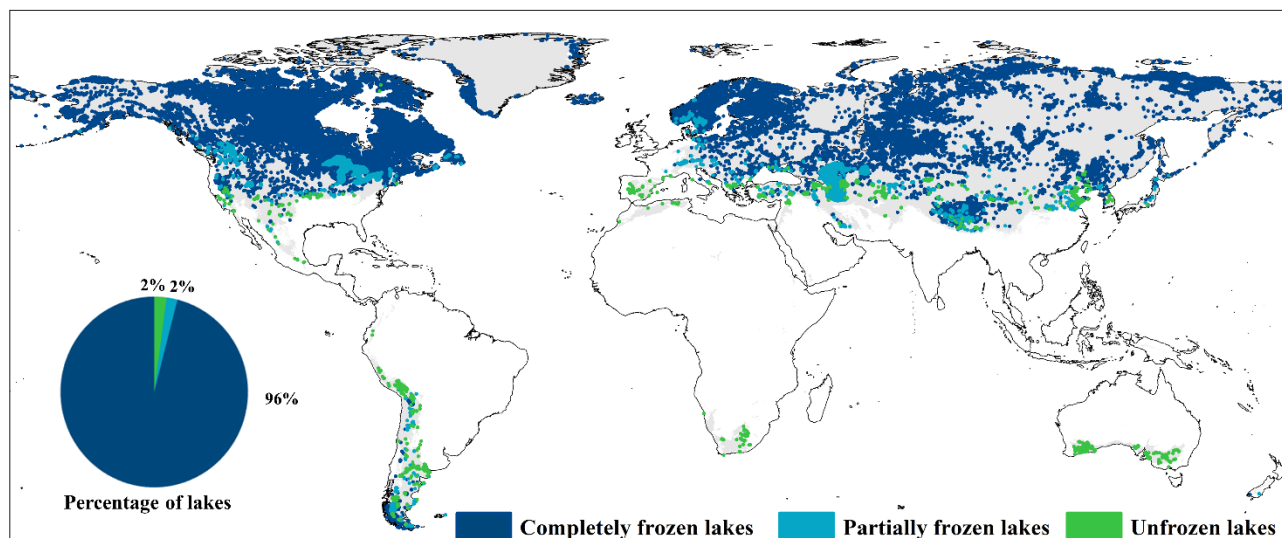 2% 2%
96%
Percentage of lakes
Completely frozen lakes Partially frozen lakes Unfrozen lakes